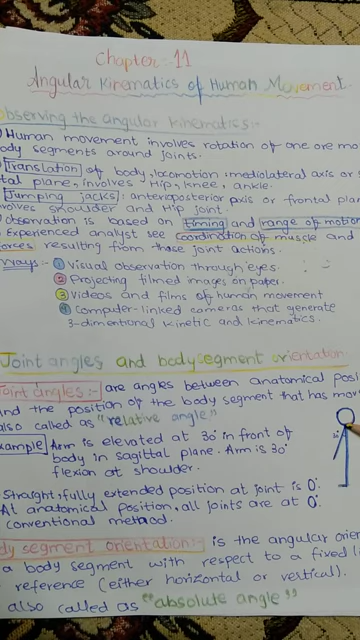 Chapter :- 11
Angular Kinematics of Human Movement.
bserving the angular kinematics :-
Human movement involves rotation of one ore mo
ody segments around joints.
Translation of body, locomotion : mediolateral axis or s
tal plane, involves Hip, knee, ankle.
Jumping jacks : anteroposterior axis or frontal plane
volves shoulder and Hip joint.
Observation is based on timing and range of motion
Experienced analyst see coordination of muscle and
forces resulting from these joint actions.
ways :- ① Visual observation through eyes.
② Projecting filmed images on paper.
③ Videos and films of human movement
④ Computer-linked cameras that generate
3-dimentional kinetic and kinematics.
Joint angles and body segment orientation
Joint angles :- are angles between anatomical posi
and the position of the body segment that has mov
also called as "relative angle"
xample Arm is elevated at 30° in front of
body in sagittal plane. Arm is 30°
flexion at shoulder.
Straight, fully extended position at joint is 0°.
At anatomical position, all joints are at 0°.
conventional method.
dy segment orientation :- is the angular orien
a body segment with respect to a fixed li
reference (either horizontal or vertical).
also called as "absolute angle"